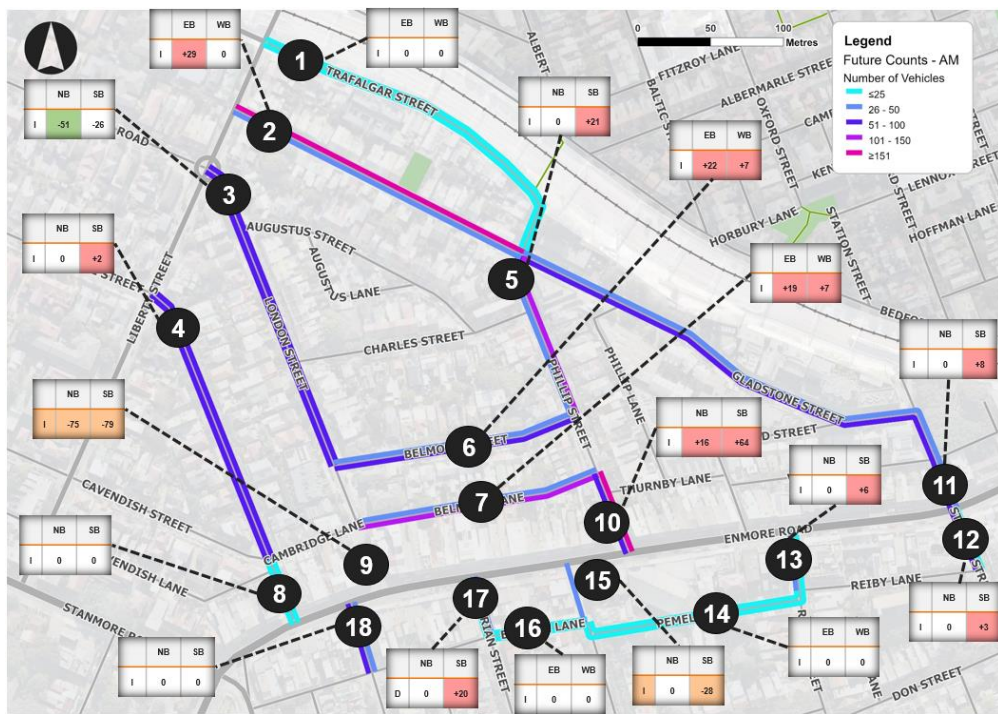 EB WB
I +29 0
1
EB WB
I 0 0
0 50 100
Metres
Legend
Future Counts - AM
Number of Vehicles
≤25
26 - 50
51 - 100
101 - 150
≥151
FITZROY LANE
ALBERMARLE STREET
TRAFALGAR STREET
NB SB
I 0 +21
NB SB
I -51 -26
ROAD
2
EB WB
I +22 +7
OXFORD STREET
HORBURY LANE
STATION STREET
HOFFMAN LANE
3
AUGUSTUS STREET
AUGUSTUS LANE
NB SB
I 0 +2
STREET
LIBERTY STREET
4
5
EB WB
I +19 +7
LONDON STREET
CHARLES STREET
PHILLIP STREET
PHILLIP LANE
GLADSTONE STREET
NB SB
I 0 +8
NB SB
I -75 -79
6
NB SB
I +16 +64
NB SB
I 0 +6
CAVENDISH STREET
7
THURNBY LANE
11
CAMBRIDGE LANE
10
ENMORE ROAD
12
NB SB
I 0 0
9
13
8
STANMORE
15
REIBY LANE
17
14
16
18
NB SB
I 0 +3
NB SB
I 0 0
NB SB
D 0 +20
EB WB
I 0 0
NB SB
I 0 -28
EB WB
I 0 0
DON STREET